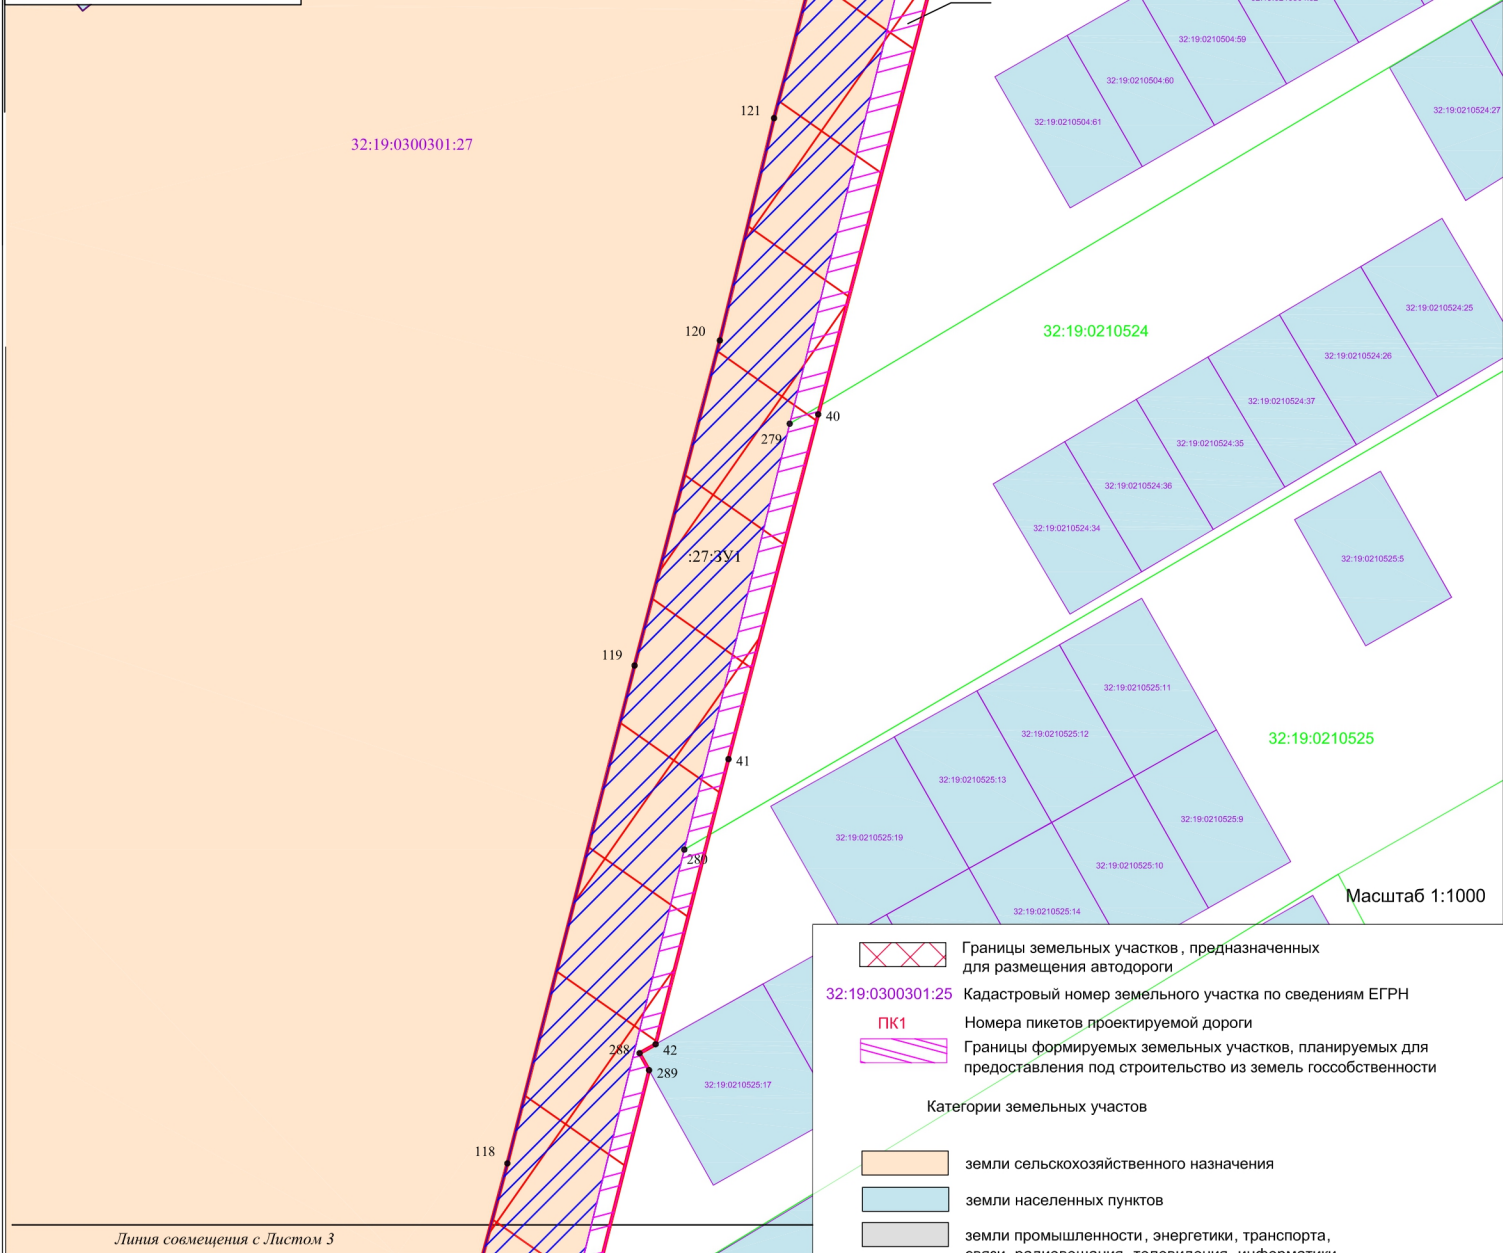 32:19:0210504:59
32:19:0210504:60
32:19:0210504:61
32:19:0210524:27
121
32:19:0300301:27
120
32:19:0210524
32:19:0210524:25
32:19:0210524:26
32:19:0210524:37
32:19:0210524:35
32:19:0210524:36
32:19:0210524:34
40
279
:27:ЗУ1
32:19:0210525:5
119
32:19:0210525:11
32:19:0210525:12
32:19:0210525:13
32:19:0210525
41
32:19:0210525:9
32:19:0210525:19
32:19:0210525:10
280
32:19:0210525:14
Масштаб 1:1000
Границы земельных участков, предназначенных
для размещения автодороги
32:19:0300301:25 Кадастровый номер земельного участка по сведениям ЕГРН
ПК1 Номера пикетов проектируемой дороги
Границы формируемых земельных участков, планируемых для
предоставления под строительство из земель госсобственности
288
42
289
32:19:0210525:17
Категории земельных участов
118
земли сельскохозяйственного назначения
земли населенных пунктов
земли промышленности, энергетики, транспорта,
связи, радиовещания, телевидения, информатики
Линия совмещения с Листом 3